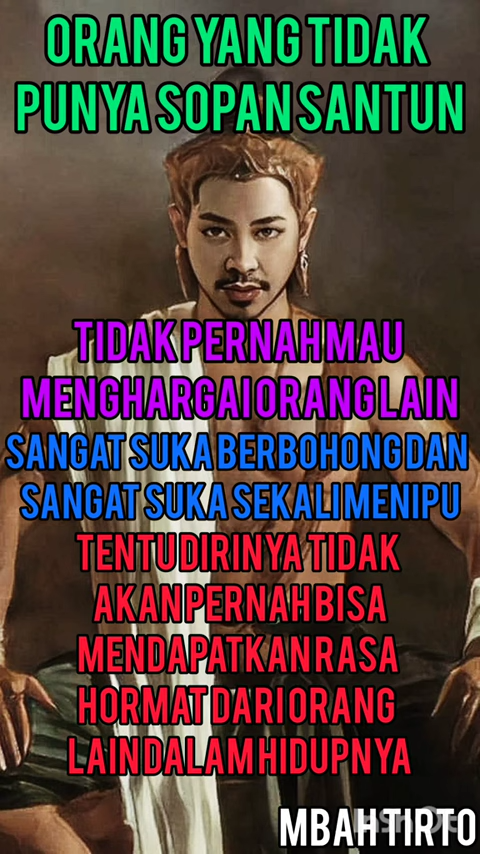 ORANG YANG TIDAK
PUNYA SOPAN SANTUN
TIDAK PERNAH MAU
MENGHARGAI ORANG LAIN
SANGAT SUKA BERBOHONG DAN
SANGAT SUKA SEKALI MENIPU
TENTU DIRINYA TIDAK
AKAN PERNAH BISA
MENDAPATKAN RASA
HORMAT DARI ORANG
LAIN DALAM HIDUPNYA
MBAH TIRTO